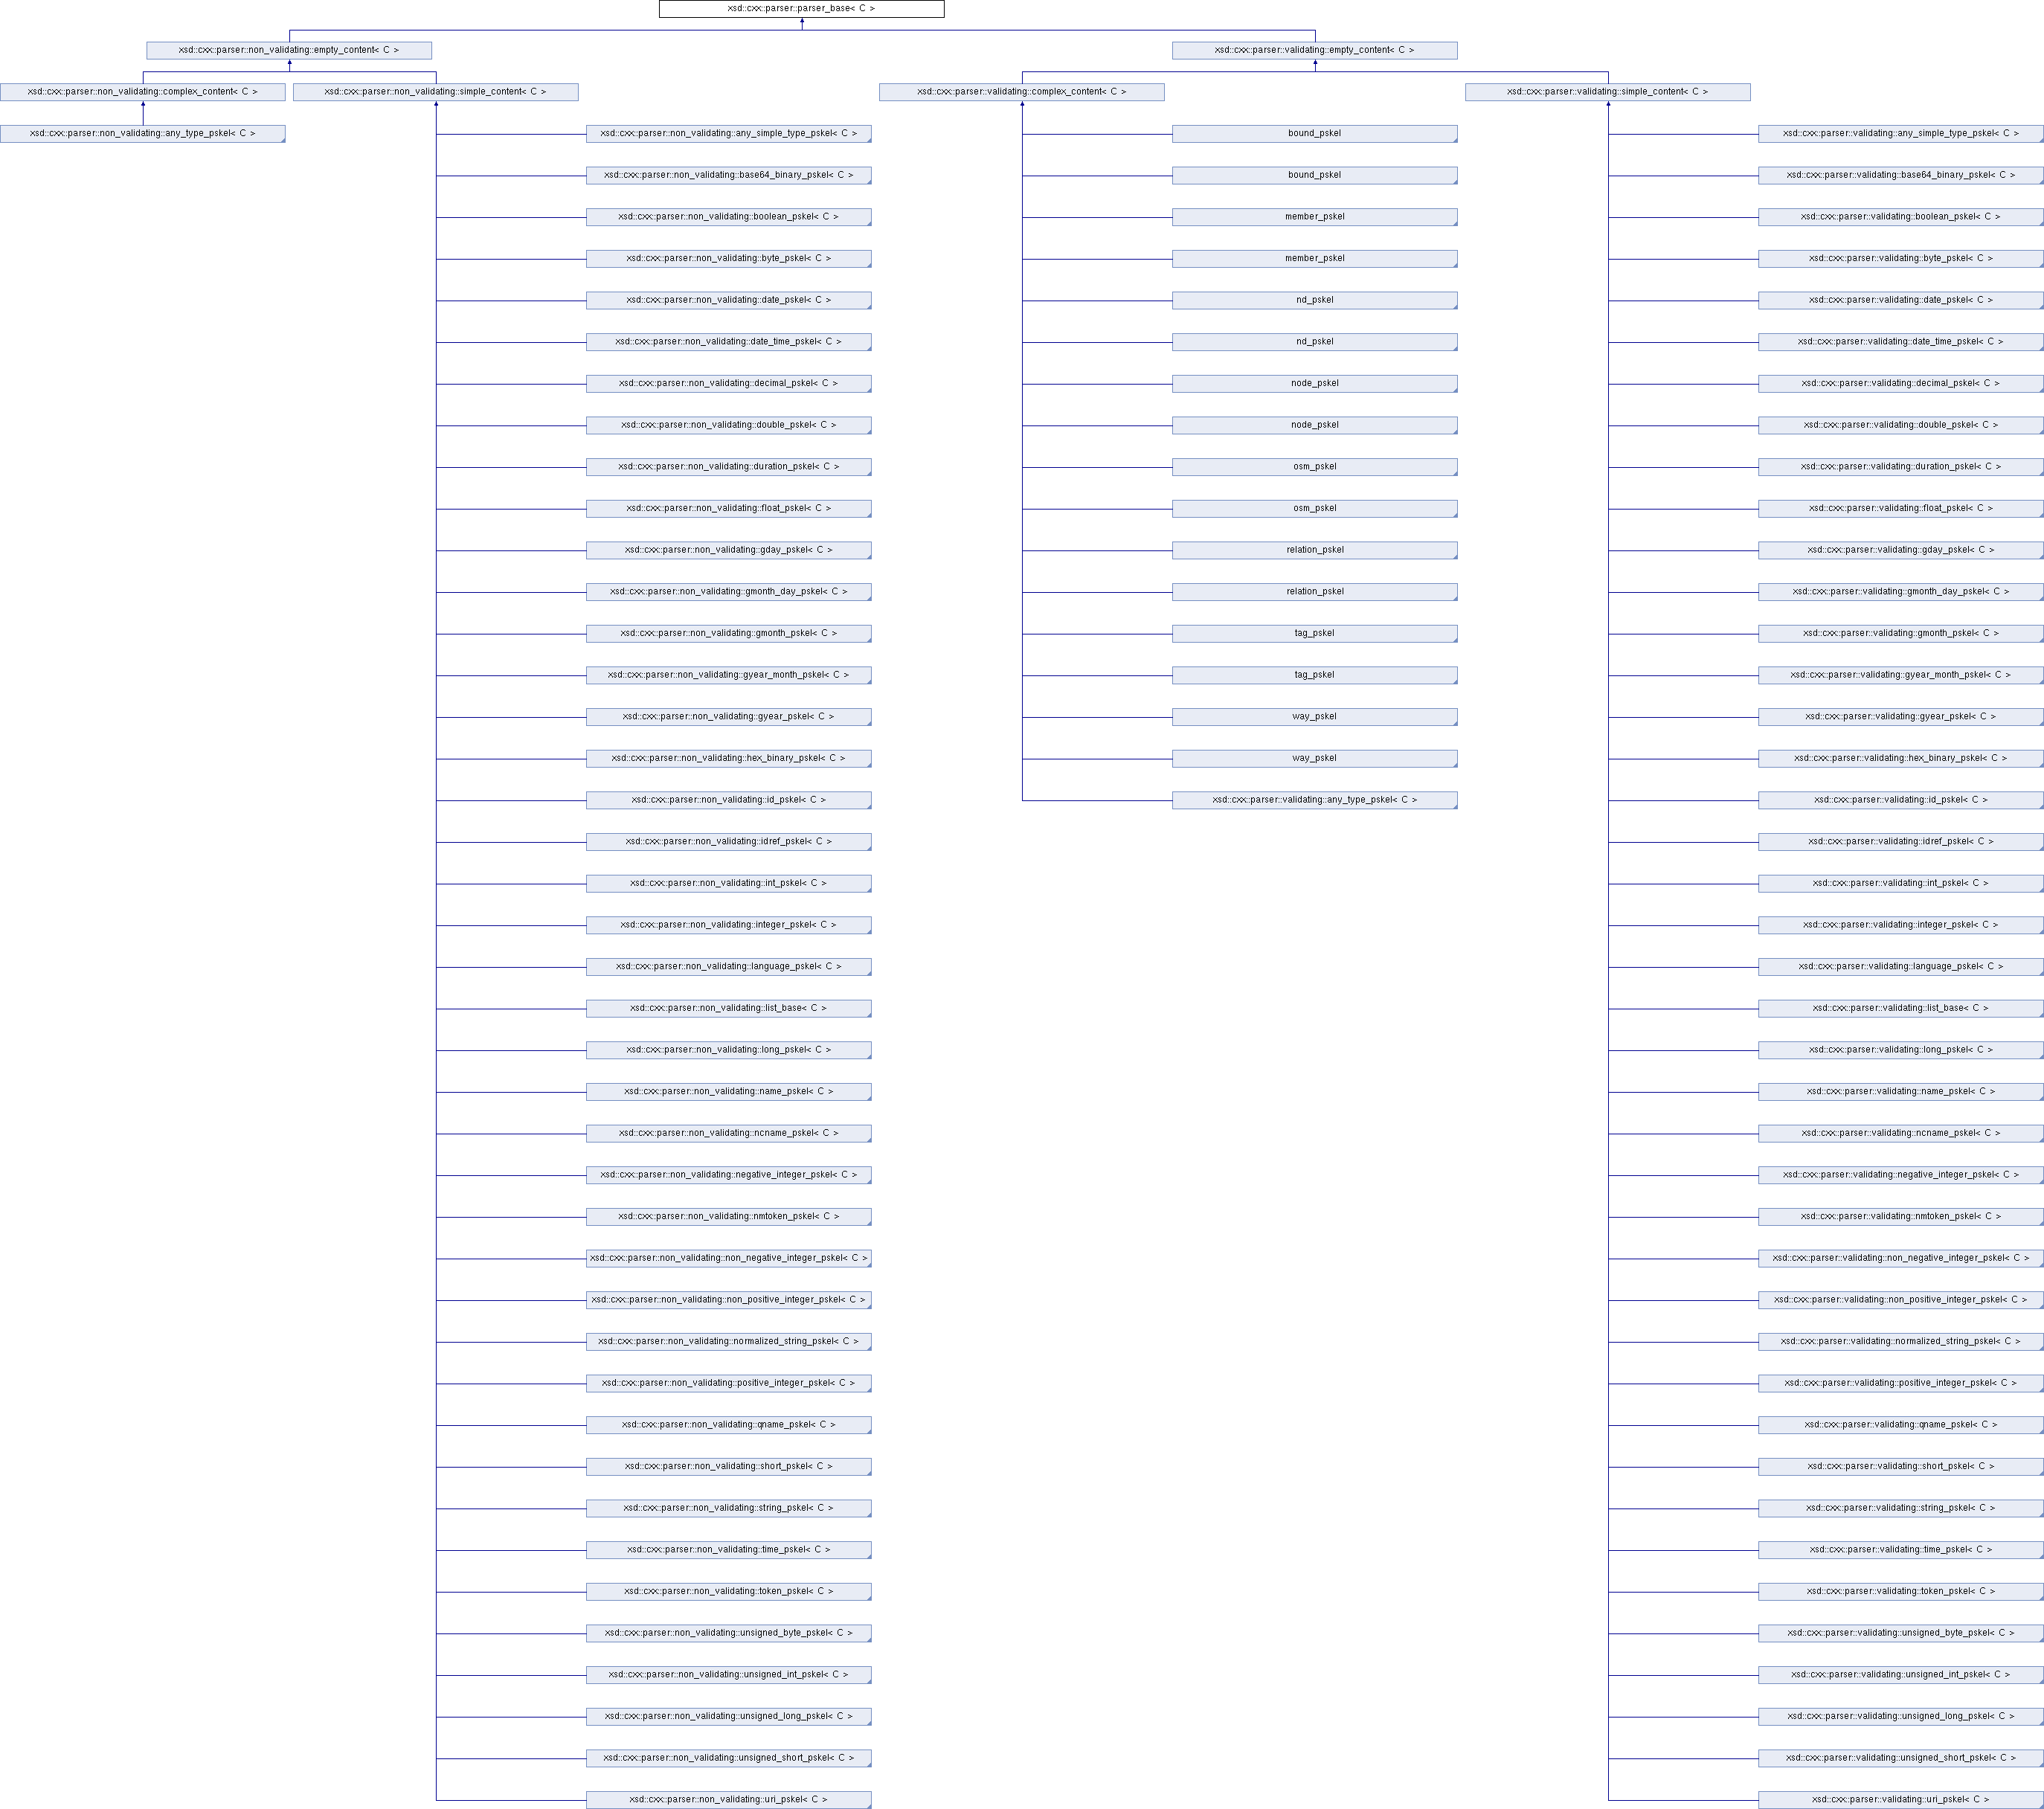 xsd::cxx::parser::parser_base< C >
xsd::cxx::parser::non_validating::empty_content< C >
xsd::cxx::parser::validating::empty_content< C >
xsd::cxx::parser::non_validating::complex_content< C >
xsd::cxx::parser::non_validating::simple_content< C >
xsd::cxx::parser::validating::complex_content< C >
xsd::cxx::parser::validating::simple_content< C >
xsd::cxx::parser::non_validating::any_type_pskel< C >
xsd::cxx::parser::non_validating::any_simple_type_pskel< C >
bound_pskel
xsd::cxx::parser::validating::any_simple_type_pskel< C >
xsd::cxx::parser::non_validating::base64_binary_pskel< C >
bound_pskel
xsd::cxx::parser::validating::base64_binary_pskel< C >
xsd::cxx::parser::non_validating::boolean_pskel< C >
member_pskel
xsd::cxx::parser::validating::boolean_pskel< C >
xsd::cxx::parser::non_validating::byte_pskel< C >
member_pskel
xsd::cxx::parser::validating::byte_pskel< C >
xsd::cxx::parser::non_validating::date_pskel< C >
nd_pskel
xsd::cxx::parser::validating::date_pskel< C >
xsd::cxx::parser::non_validating::date_time_pskel< C >
nd_pskel
xsd::cxx::parser::validating::date_time_pskel< C >
xsd::cxx::parser::non_validating::decimal_pskel< C >
node_pskel
xsd::cxx::parser::validating::decimal_pskel< C >
xsd::cxx::parser::non_validating::double_pskel< C >
node_pskel
xsd::cxx::parser::validating::double_pskel< C >
xsd::cxx::parser::non_validating::duration_pskel< C >
osm_pskel
xsd::cxx::parser::validating::duration_pskel< C >
xsd::cxx::parser::non_validating::float_pskel< C >
osm_pskel
xsd::cxx::parser::validating::float_pskel< C >
xsd::cxx::parser::non_validating::gday_pskel< C >
relation_pskel
xsd::cxx::parser::validating::gday_pskel< C >
xsd::cxx::parser::non_validating::gmonth_day_pskel< C >
relation_pskel
xsd::cxx::parser::validating::gmonth_day_pskel< C >
xsd::cxx::parser::non_validating::gmonth_pskel< C >
tag_pskel
xsd::cxx::parser::validating::gmonth_pskel< C >
xsd::cxx::parser::non_validating::gyear_month_pskel< C >
tag_pskel
xsd::cxx::parser::validating::gyear_month_pskel< C >
xsd::cxx::parser::non_validating::gyear_pskel< C >
way_pskel
xsd::cxx::parser::validating::gyear_pskel< C >
xsd::cxx::parser::non_validating::hex_binary_pskel< C >
way_pskel
xsd::cxx::parser::validating::hex_binary_pskel< C >
xsd::cxx::parser::non_validating::id_pskel< C >
xsd::cxx::parser::validating::any_type_pskel< C >
xsd::cxx::parser::validating::id_pskel< C >
xsd::cxx::parser::non_validating::idref_pskel< C >
xsd::cxx::parser::validating::idref_pskel< C >
xsd::cxx::parser::non_validating::int_pskel< C >
xsd::cxx::parser::validating::int_pskel< C >
xsd::cxx::parser::non_validating::integer_pskel< C >
xsd::cxx::parser::validating::integer_pskel< C >
xsd::cxx::parser::non_validating::language_pskel< C >
xsd::cxx::parser::validating::language_pskel< C >
xsd::cxx::parser::non_validating::list_base< C >
xsd::cxx::parser::validating::list_base< C >
xsd::cxx::parser::non_validating::long_pskel< C >
xsd::cxx::parser::validating::long_pskel< C >
xsd::cxx::parser::non_validating::name_pskel< C >
xsd::cxx::parser::validating::name_pskel< C >
xsd::cxx::parser::non_validating::ncname_pskel< C >
xsd::cxx::parser::validating::ncname_pskel< C >
xsd::cxx::parser::non_validating::negative_integer_pskel< C >
xsd::cxx::parser::validating::negative_integer_pskel< C >
xsd::cxx::parser::non_validating::nmtoken_pskel< C >
xsd::cxx::parser::validating::nmtoken_pskel< C >
xsd::cxx::parser::non_validating::non_negative_integer_pskel< C >
xsd::cxx::parser::validating::non_negative_integer_pskel< C >
xsd::cxx::parser::non_validating::non_positive_integer_pskel< C >
xsd::cxx::parser::validating::non_positive_integer_pskel< C >
xsd::cxx::parser::non_validating::normalized_string_pskel< C >
xsd::cxx::parser::validating::normalized_string_pskel< C >
xsd::cxx::parser::non_validating::positive_integer_pskel< C >
xsd::cxx::parser::validating::positive_integer_pskel< C >
xsd::cxx::parser::non_validating::qname_pskel< C >
xsd::cxx::parser::validating::qname_pskel< C >
xsd::cxx::parser::non_validating::short_pskel< C >
xsd::cxx::parser::validating::short_pskel< C >
xsd::cxx::parser::non_validating::string_pskel< C >
xsd::cxx::parser::validating::string_pskel< C >
xsd::cxx::parser::non_validating::time_pskel< C >
xsd::cxx::parser::validating::time_pskel< C >
xsd::cxx::parser::non_validating::token_pskel< C >
xsd::cxx::parser::validating::token_pskel< C >
xsd::cxx::parser::non_validating::unsigned_byte_pskel< C >
xsd::cxx::parser::validating::unsigned_byte_pskel< C >
xsd::cxx::parser::non_validating::unsigned_int_pskel< C >
xsd::cxx::parser::validating::unsigned_int_pskel< C >
xsd::cxx::parser::non_validating::unsigned_long_pskel< C >
xsd::cxx::parser::validating::unsigned_long_pskel< C >
xsd::cxx::parser::non_validating::unsigned_short_pskel< C >
xsd::cxx::parser::validating::unsigned_short_pskel< C >
xsd::cxx::parser::non_validating::uri_pskel< C >
xsd::cxx::parser::validating::uri_pskel< C >